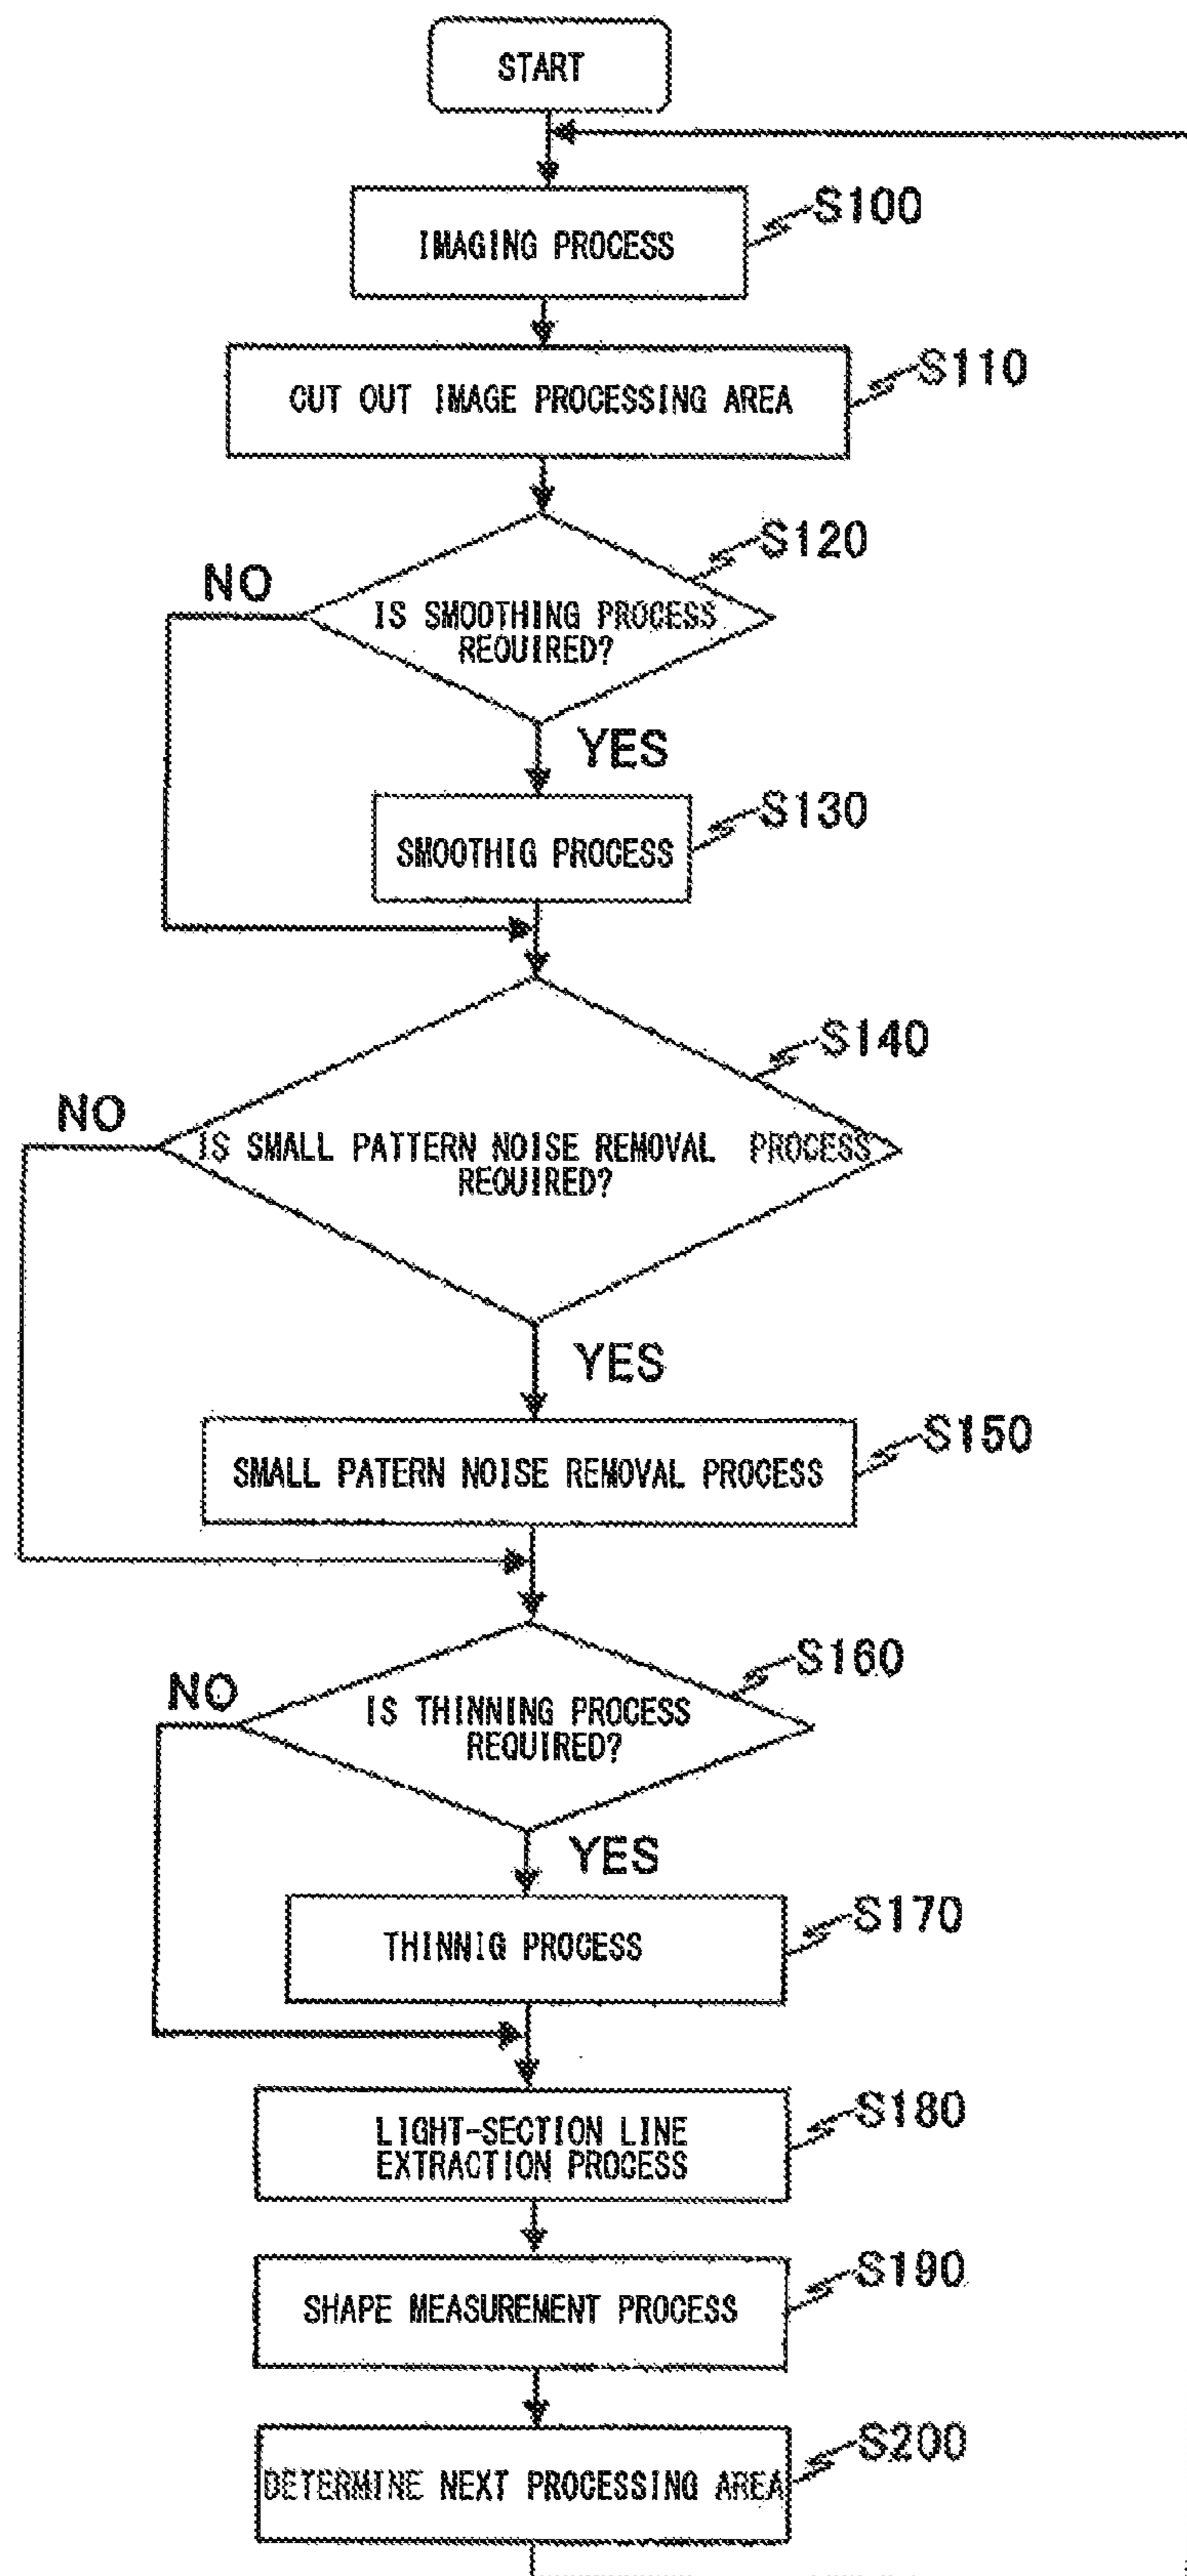 START
IMAGING PROCESS
S100
CUT OUT IMAGE PROCESSING AREA
S110
S120
NO
IS SMOOTHING PROCESS
REQUIRED?
YES
S130
SMOOTHIG PROCESS
S140
NO
IS SMALL PATTERN NOISE REMOVAL PROCESS
REQUIRED?
YES
S150
SMALL PATERN NOISE REMOVAL PROCESS
S160
NO
IS THINNING PROCESS
REQUIRED?
YES
S170
THINNIG PROCESS
S180
LIGHT-SECTION LINE
EXTRACTION PROCESS
S190
SHAPE MEASUREMENT PROCESS
S200
DETERMINE NEXT PROCESSING AREA